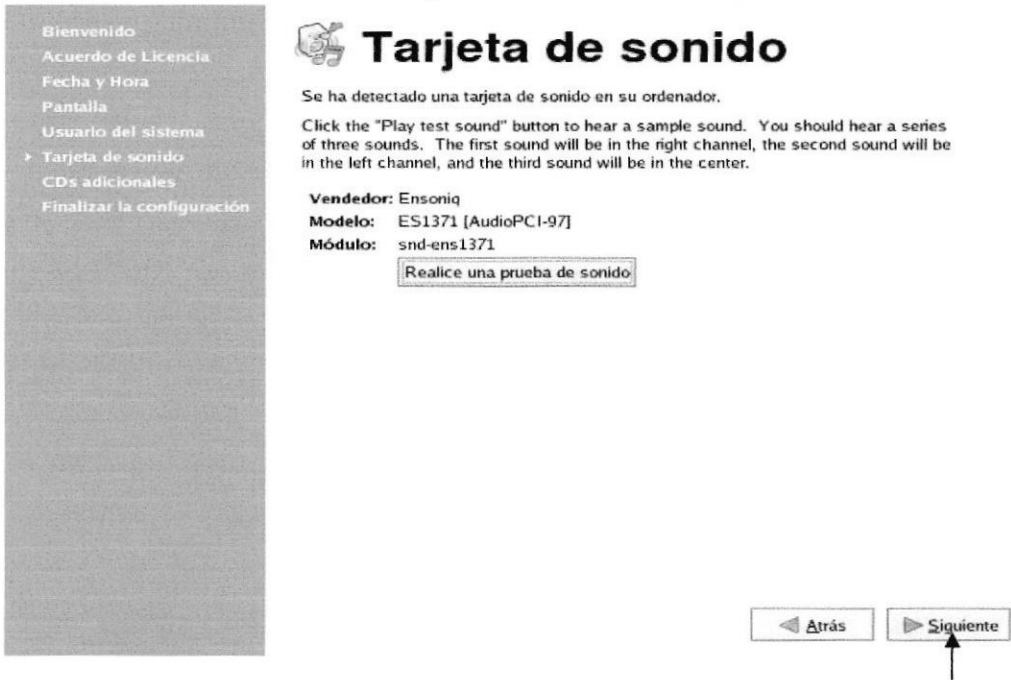 Bienvenido
Acuerdo de Licencia
Fecha y Hora
Pantalla
Usuario del sistema
Tarjeta de sonido
CDs adicionales
Finalizar la configuración
Tarjeta de sonido
Se ha detectado una tarjeta de sonido en su ordenador.
Click the "Play test sound" button to hear a sample sound. You should hear a series
of three sounds. The first sound will be in the right channel, the second sound will be
in the left channel, and the third sound will be in the center.
Vendedor: Ensoniq
Modelo: ES1371 [AudioPCI-97]
Módulo: snd-ens1371
Realice una prueba de sonido
Atrás
Siguiente